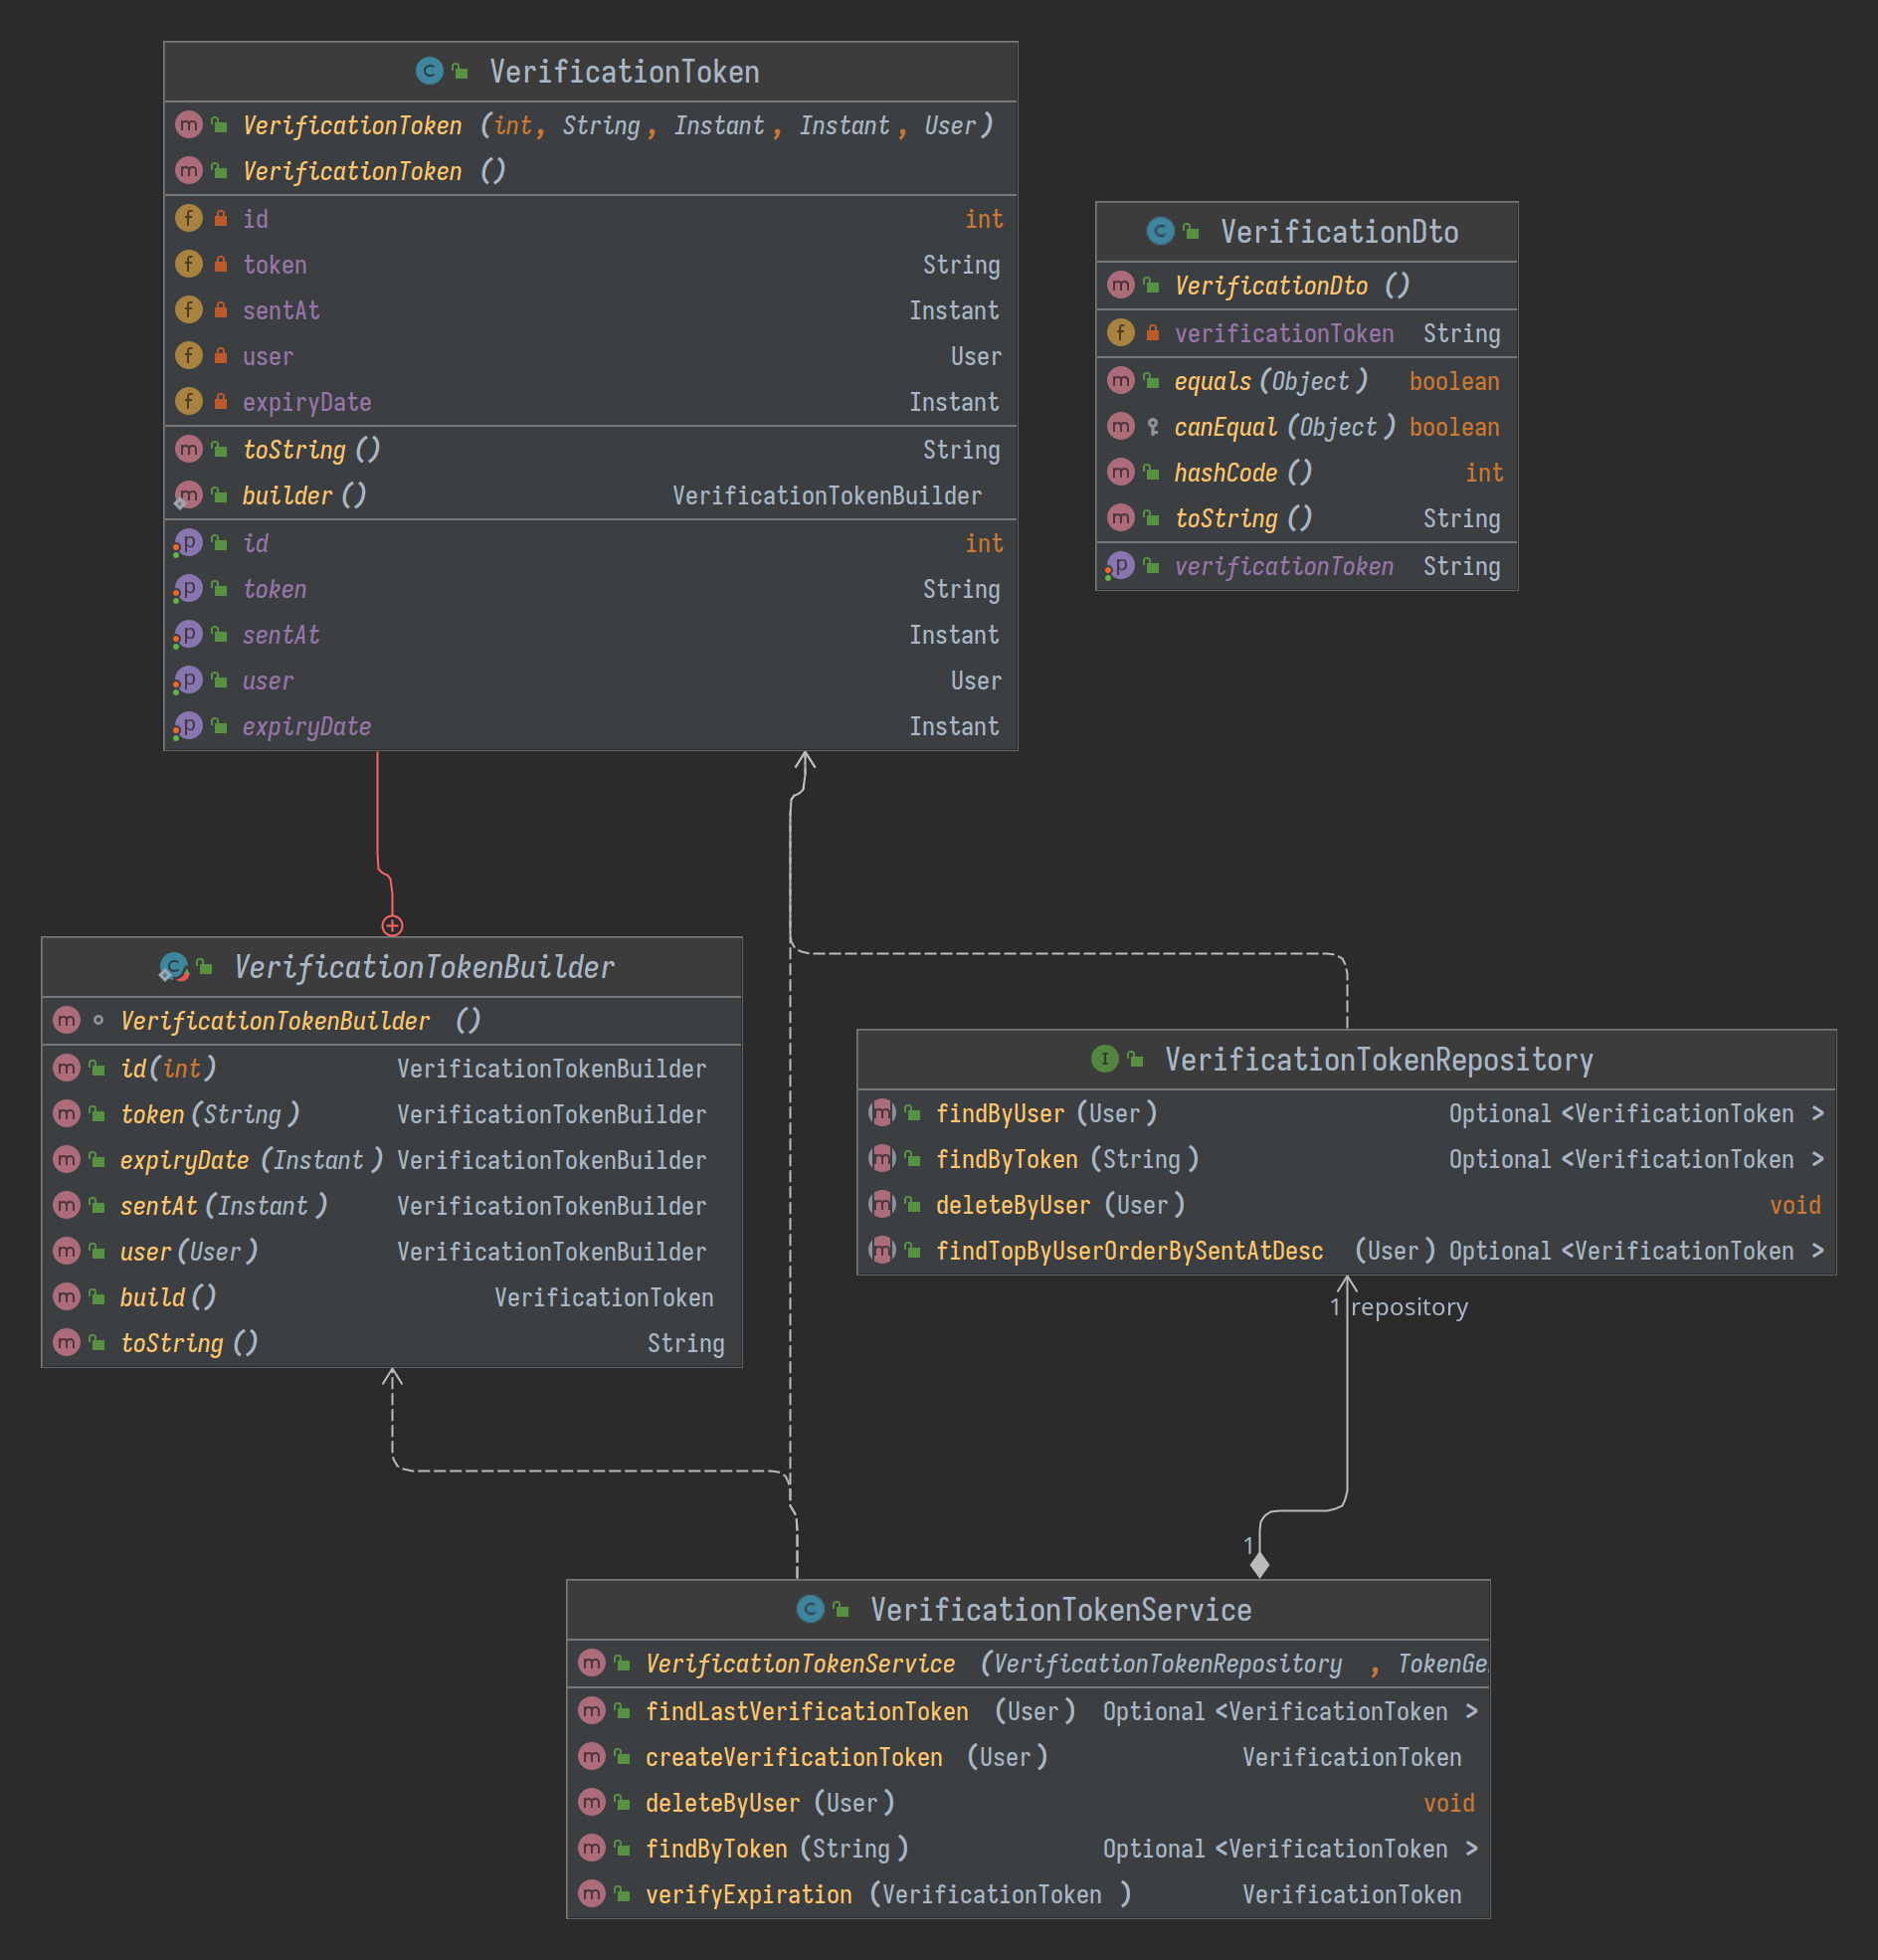 VerificationToken
VerificationToken (int, String, Instant, Instant, User)
VerificationToken ()
id int
token String
sentAt Instant
user User
expiryDate Instant
toString () String
builder () VerificationTokenBuilder
id int
token String
sentAt Instant
user User
expiryDate Instant
VerificationDto
VerificationDto ()
verificationToken String
equals (Object) boolean
canEqual (Object) boolean
hashCode () int
toString () String
verificationToken String
VerificationTokenBuilder
VerificationTokenBuilder ()
id(int) VerificationTokenBuilder
token (String) VerificationTokenBuilder
expiryDate (Instant) VerificationTokenBuilder
sentAt (Instant) VerificationTokenBuilder
user (User) VerificationTokenBuilder
build () VerificationToken
toString () String
VerificationTokenRepository
findByUser (User) Optional <VerificationToken >
findByToken (String) Optional <VerificationToken >
deleteByUser (User) void
findTopByUserOrderBySentAtDesc (User) Optional <VerificationToken >
1 repository
1
VerificationTokenService
VerificationTokenService (VerificationTokenRepository , TokenGe
findLastVerificationToken (User) Optional <VerificationToken >
createVerificationToken (User) VerificationToken
deleteByUser (User) void
findByToken (String) Optional <VerificationToken >
verifyExpiration (VerificationToken ) VerificationToken